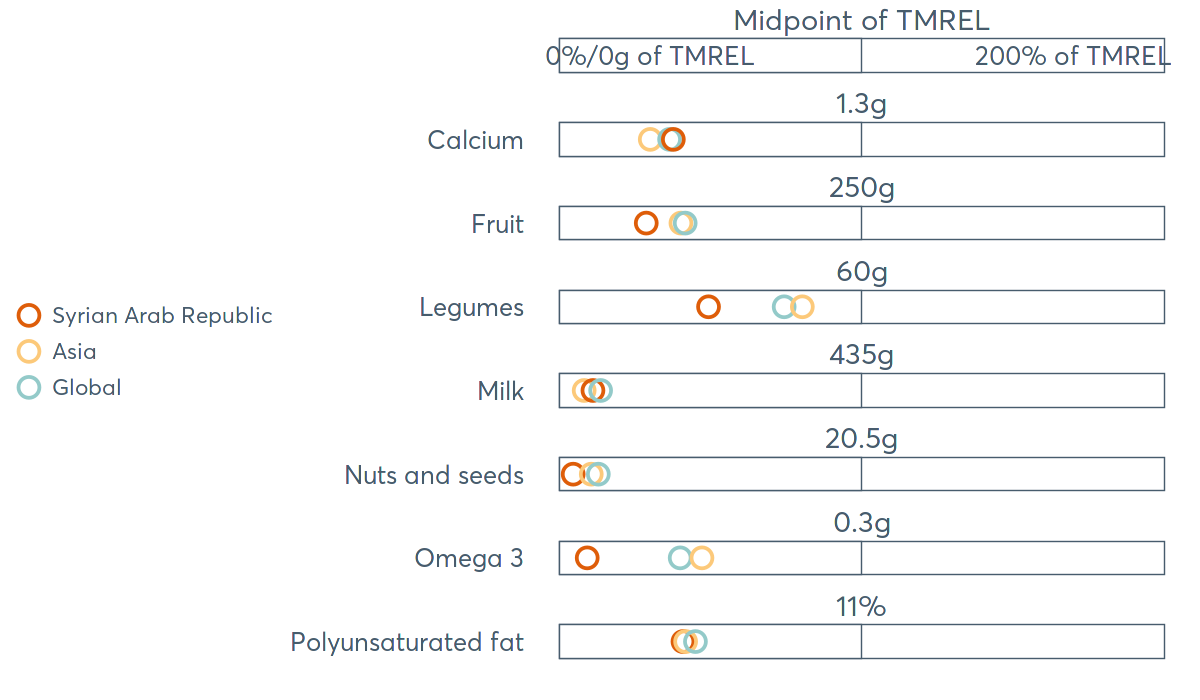 Midpoint of TMREL
0%/0g of TMREL
200% of TMREL
1.3g
Calcium
250g
Fruit
60g
Legumes
435g
Milk
20.5g
Nuts and seeds
0.3g
Omega 3
11%
Polyunsaturated fat
Syrian Arab Republic
Asia
Global